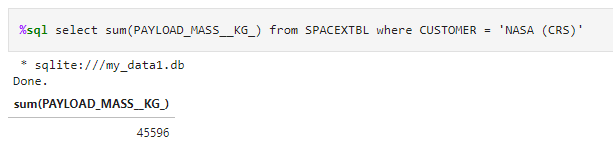 %sql select sum(PAYLOAD_MASS__KG_) from SPACEXTBL where CUSTOMER = 'NASA (CRS)'
* sqlite:///my_data1.db
Done.
sum(PAYLOAD_MASS__KG_)
45596